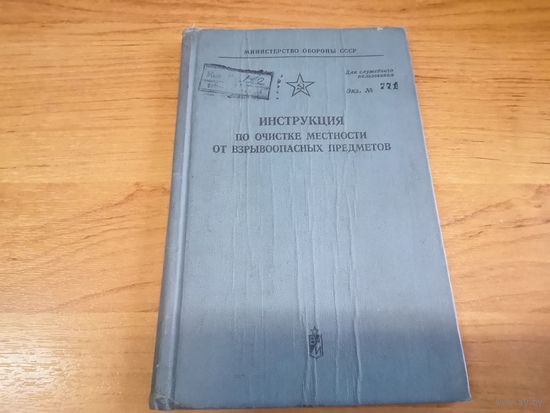 МИНИСТЕРСТВО ОБОРОНЫ СССР
Для служебного
пользования
Экз. №
ИНСТРУКЦИЯ
ПО ОЧИСТКЕ МЕСТНОСТИ
ОТ ВЗРЫВООПАСНЫХ ПРЕДМЕТОВ